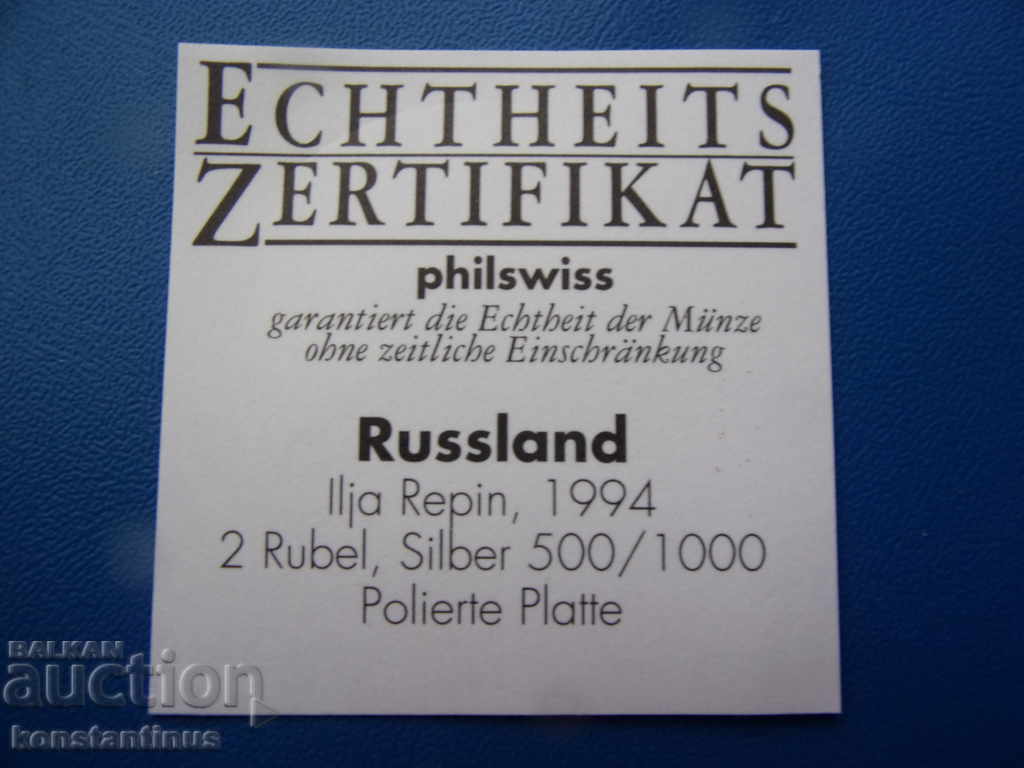 ECHTHEITS
ZERTIFIKAT
philswiss
garantiert die Echtheit der Münze
ohne zeitliche Einschränkung
Russland
Ilja Repin, 1994
2 Rubel, Silber 500/1000
Polierte Platte
BALKAN
auction
konstantinus